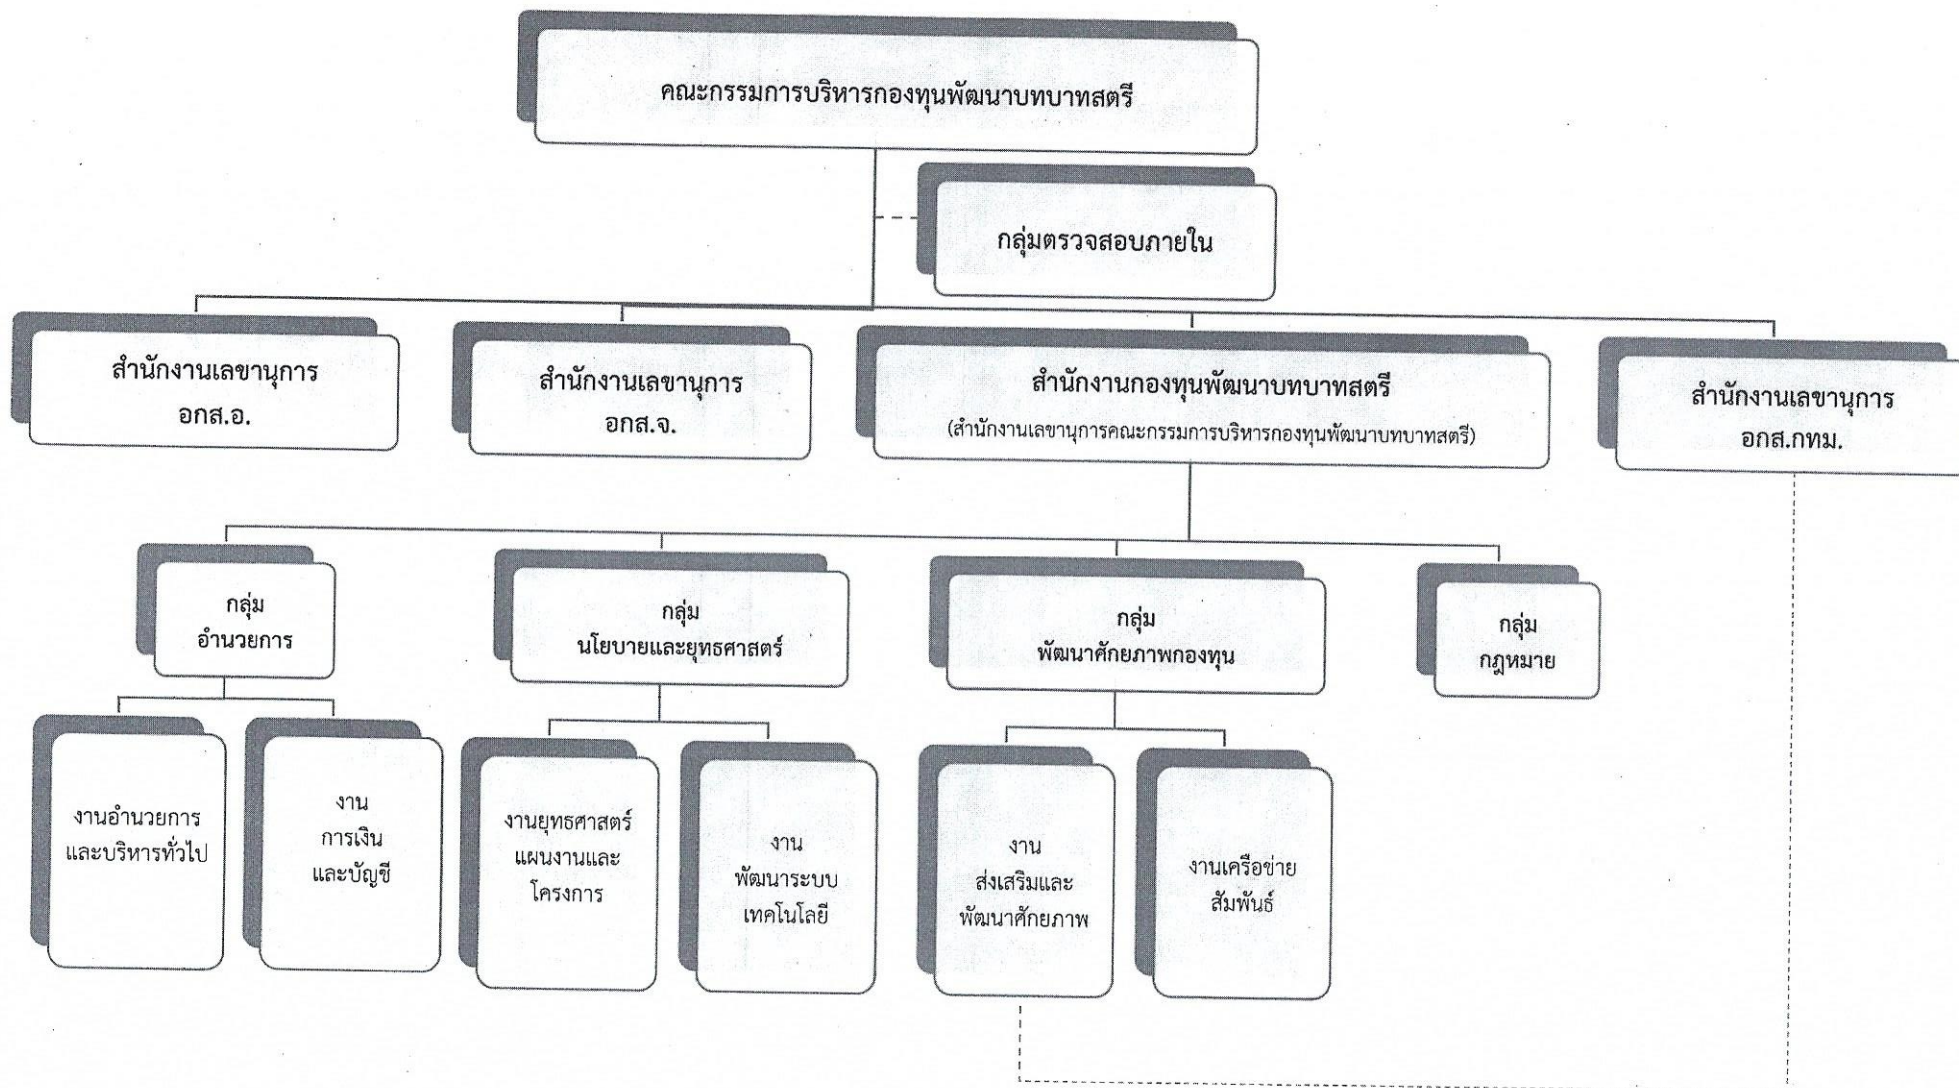 คณะกรรมการบริหารกองทุนพัฒนาบทบาทสตรี
กลุ่มตรวจสอบภายใน
สำนักงานเลขานุการ
อกส.อ.
สำนักงานเลขานุการ
อกส.จ.
สำนักงานกองทุนพัฒนาบทบาทสตรี
(สำนักงานเลขานุการคณะกรรมการบริหารกองทุนพัฒนาบทบาทสตรี)
สำนักงานเลขานุการ
อกส.กทม.
กลุ่ม
อำนวยการ
กลุ่ม
นโยบายและยุทธศาสตร์
กลุ่ม
พัฒนาศักยภาพกองทุน
กลุ่ม
กฎหมาย
งานอำนวยการ
และบริหารทั่วไป
งาน
การเงิน
และบัญชี
งานยุทธศาสตร์
แผนงานและ
โครงการ
งาน
พัฒนาระบบ
เทคโนโลยี
งาน
ส่งเสริมและ
พัฒนาศักยภาพ
งานเครือข่าย
สัมพันธ์